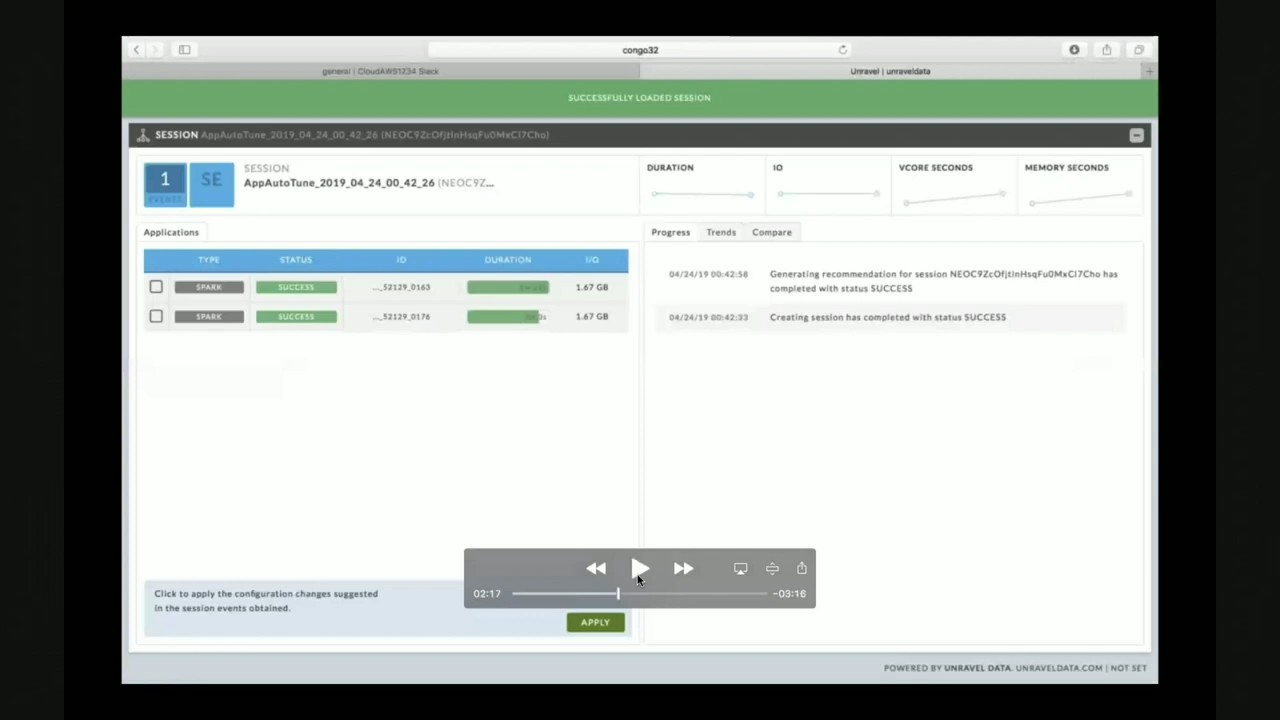 congo32
general | CloudAWS1234 Slack
Unravel | unraveldata
SUCCESSFULLY LOADED SESSION
SESSION AppAutoTune_2019_04_24_00_42_26 (NEOC9ZcOfjtInHsqFu0MxCl7Cho)
1
EVENTS
SE
SESSION
AppAutoTune_2019_04_24_00_42_26 (NEOC9Z...
DURATION
IO
VCORE SECONDS
MEMORY SECONDS
Applications
TYPE STATUS ID DURATION I/O
SPARK SUCCESS ..._52129_0163 1.67 GB
SPARK SUCCESS ..._52129_0176 1.67 GB
Progress Trends Compare
04/24/19 00:42:58 Generating recommendation for session NEOC9ZcOfjtInHsqFu0MxCl7Cho has
completed with status SUCCESS
04/24/19 00:42:33 Creating session has completed with status SUCCESS
Click to apply the configuration changes suggested
in the session events obtained.
APPLY
02:17
-03:16
POWERED BY UNRAVEL DATA. UNRAVELDATA.COM | NOT SET